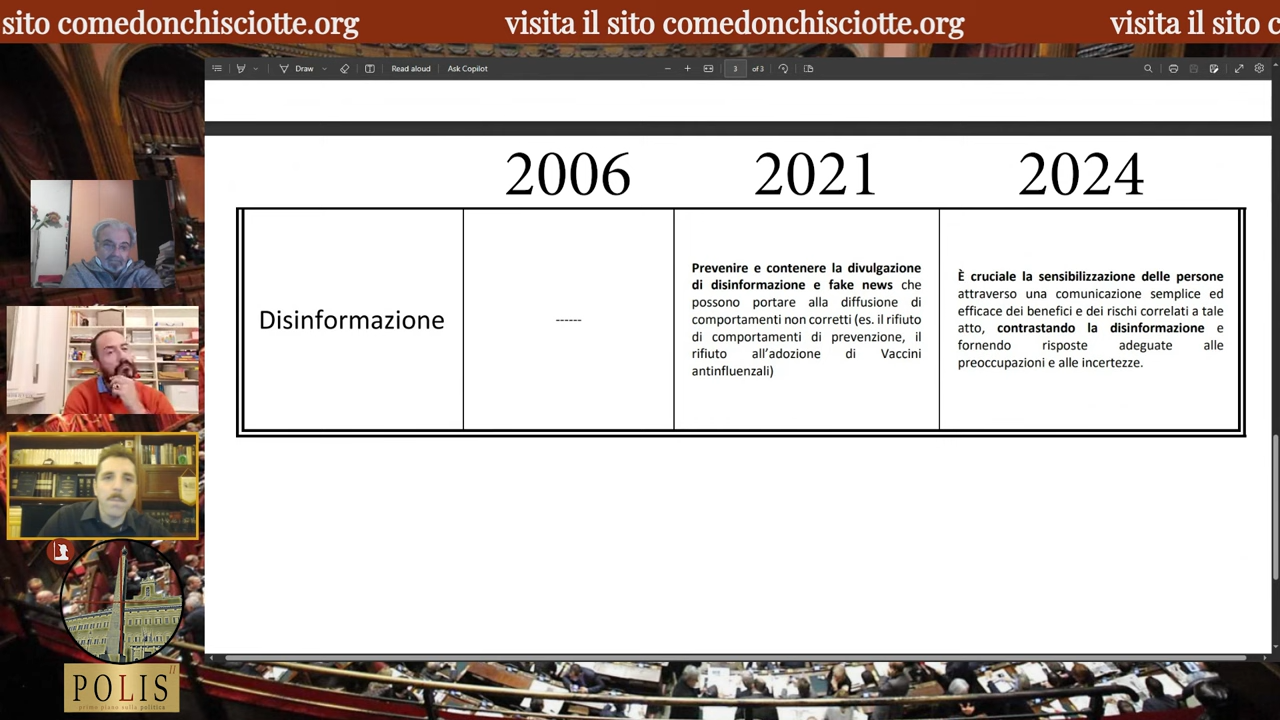 sito comedonchisciotte.org visita il sito comedonchisciotte.org visita il sito c
Draw Read aloud Ask Copilot 3 of 3
2006 2021 2024
Disinformazione
------
Prevenire e contenere la divulgazione
di disinformazione e fake news che
possono portare alla diffusione di
comportamenti non corretti (es. il rifiuto
di comportamenti di prevenzione, il
rifiuto all'adozione di Vaccini
antinfluenzali)
È cruciale la sensibilizzazione delle persone
attraverso una comunicazione semplice ed
efficace dei benefici e dei rischi correlati a tale
atto, contrastando la disinformazione e
fornendo risposte adeguate alle
preoccupazioni e alle incertezze.
POLIS
primo piano sulla politica